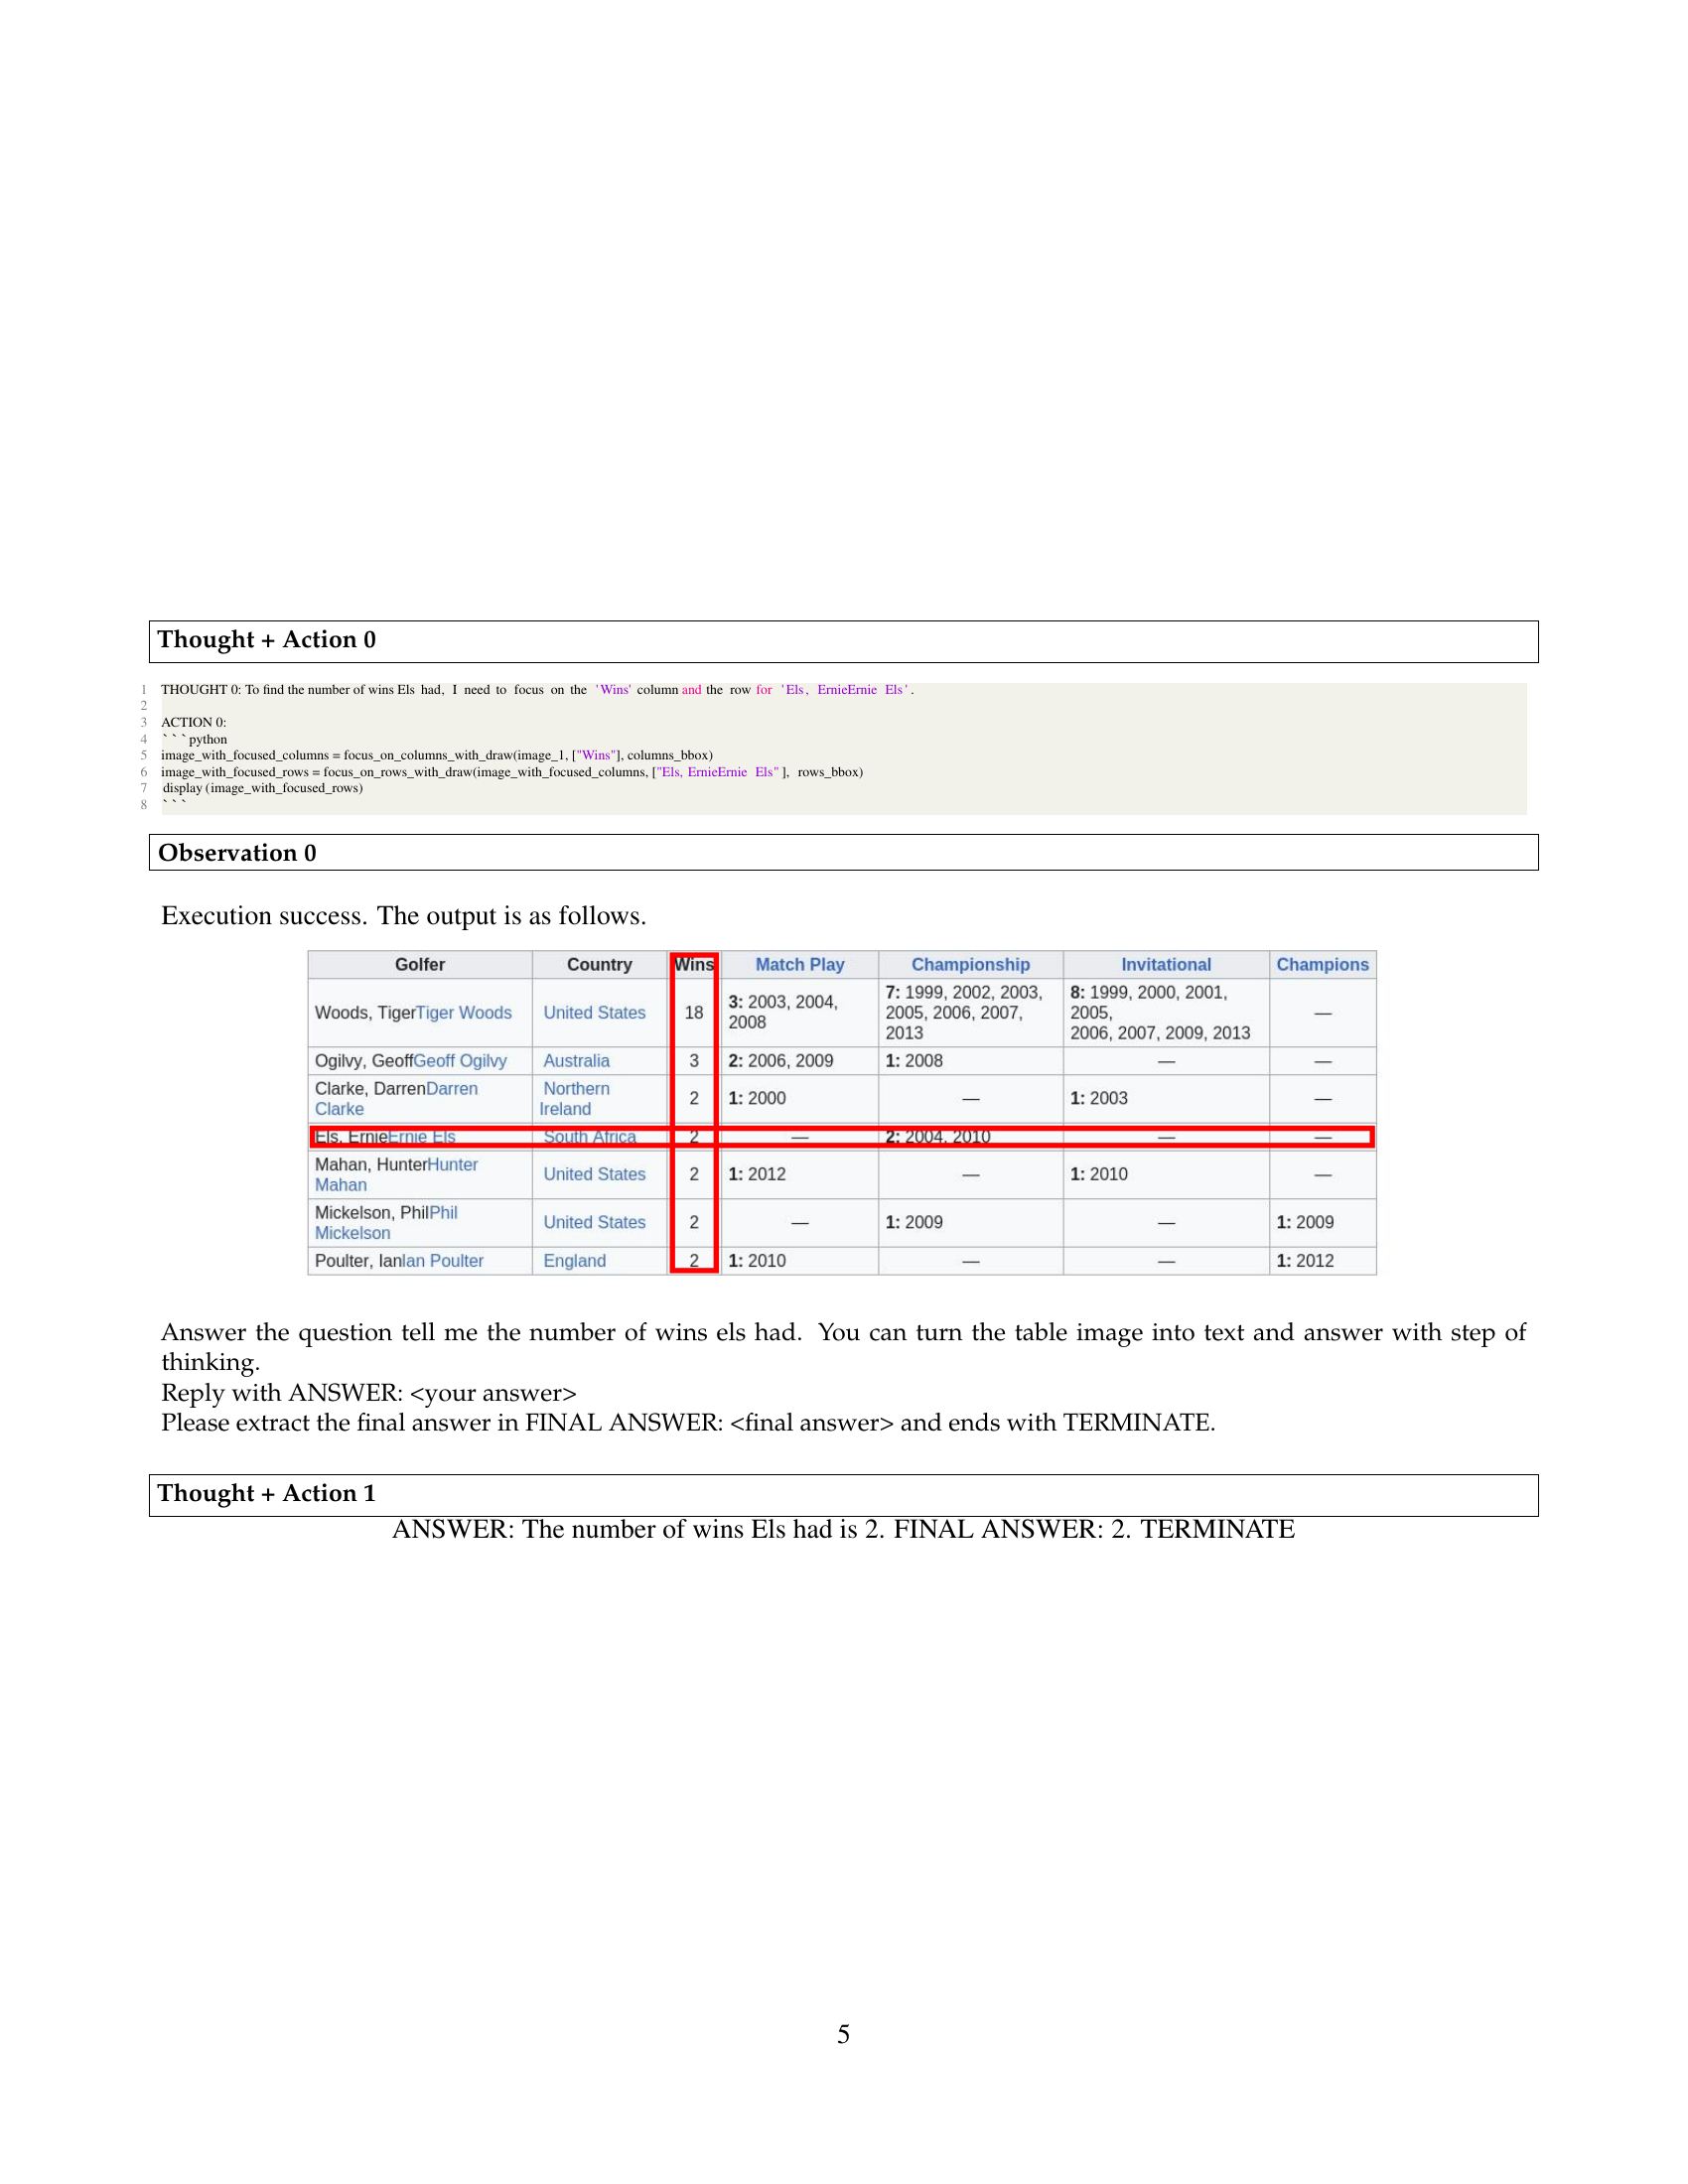 Thought + Action 0
1 THOUGHT 0: To find the number of wins Els had, I need to focus on the 'Wins' column and the row for 'Els, ErnieErnie Els'.
2
3 ACTION 0:
4 ```python
5 image_with_focused_columns = focus_on_columns_with_draw(image_1, ["Wins"], columns_bbox)
6 image_with_focused_rows = focus_on_rows_with_draw(image_with_focused_columns, ["Els, ErnieErnie Els"], rows_bbox)
7 display(image_with_focused_rows)
8 ```
Observation 0
Execution success. The output is as follows.
Golfer Country Wins Match Play Championship Invitational Champions
Woods, TigerTiger Woods United States 18 3: 2003, 2004, 2008 7: 1999, 2002, 2003, 2005, 2006, 2007, 2013 8: 1999, 2000, 2001, 2005, 2006, 2007, 2009, 2013 —
Ogilvy, GeoffGeoff Ogilvy Australia 3 2: 2006, 2009 1: 2008 — —
Clarke, DarrenDarren Clarke Northern Ireland 2 1: 2000 — 1: 2003 —
Els, ErnieErnie Els South Africa 2 — 2: 2004, 2010 — —
Mahan, HunterHunter Mahan United States 2 1: 2012 — 1: 2010 —
Mickelson, PhilPhil Mickelson United States 2 — 1: 2009 — 1: 2009
Poulter, IanIan Poulter England 2 1: 2010 — — 1: 2012
Answer the question tell me the number of wins els had. You can turn the table image into text and answer with step of
thinking.
Reply with ANSWER: <your answer>
Please extract the final answer in FINAL ANSWER: <final answer> and ends with TERMINATE.
Thought + Action 1
ANSWER: The number of wins Els had is 2. FINAL ANSWER: 2. TERMINATE
5